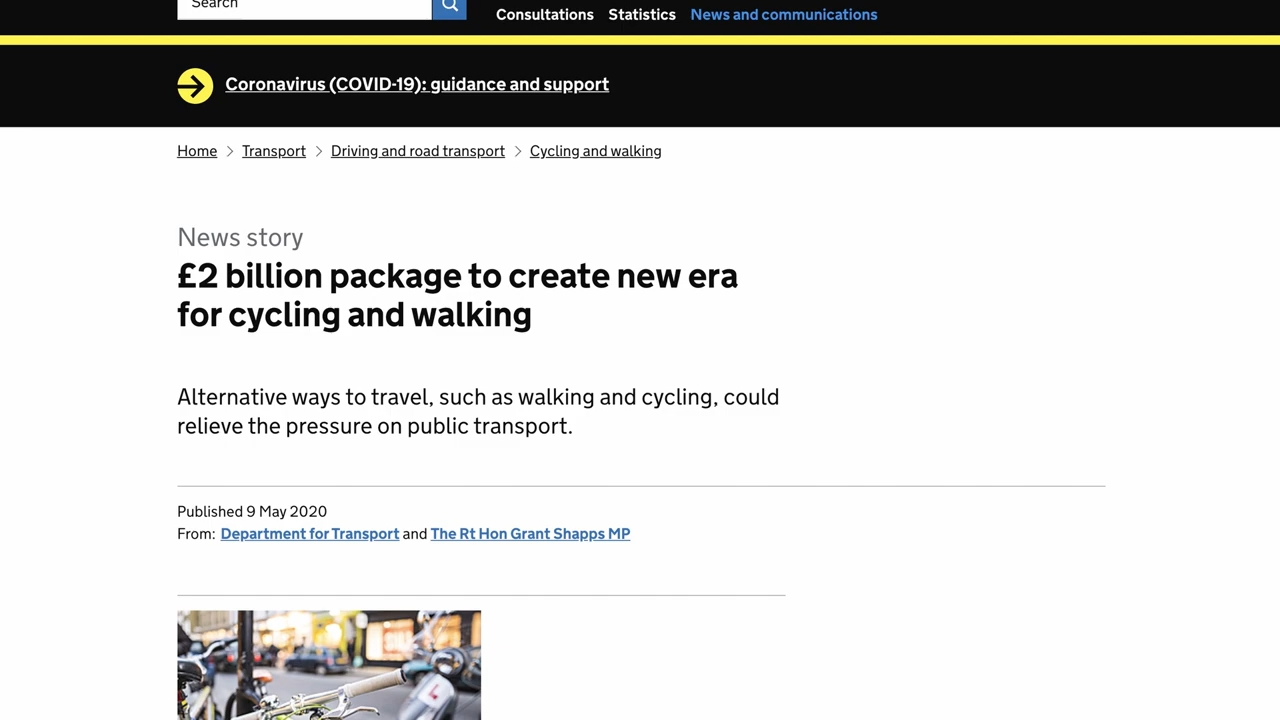 Search
Consultations Statistics News and communications
Coronavirus (COVID-19): guidance and support
Home Transport Driving and road transport Cycling and walking
News story
£2 billion package to create new era
for cycling and walking
Alternative ways to travel, such as walking and cycling, could
relieve the pressure on public transport.
Published 9 May 2020
From: Department for Transport and The Rt Hon Grant Shapps MP
L